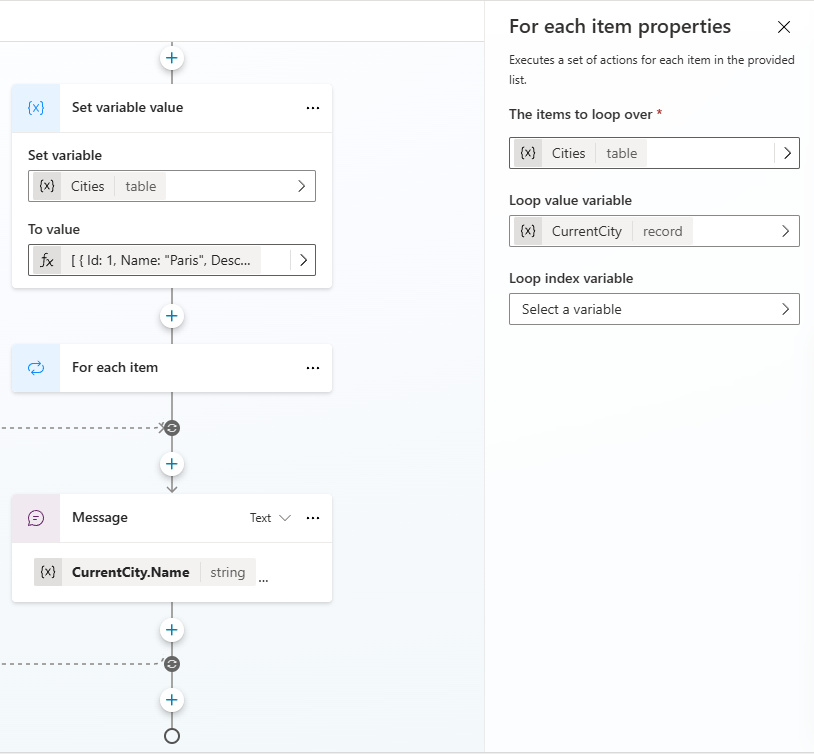 For each item properties
Executes a set of actions for each item in the provided
list.
The items to loop over *
{x} Cities table
Loop value variable
{x} CurrentCity record
Loop index variable
Select a variable
{x} Set variable value ...
Set variable
{x} Cities table
To value
fx [ { Id: 1, Name: "Paris", Desc...
For each item ...
Message Text ...
{x} CurrentCity.Name string ...